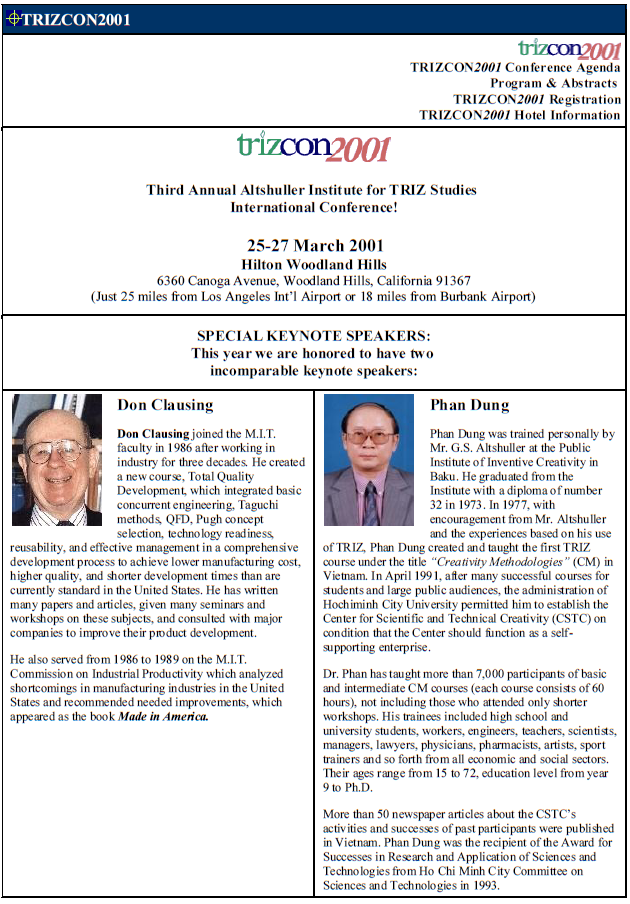 TRIZCON2001
trizcon2001
TRIZCON2001 Conference Agenda
Program & Abstracts
TRIZCON2001 Registration
TRIZCON2001 Hotel Information
trizcon2001
Third Annual Altshuller Institute for TRIZ Studies
International Conference!
25-27 March 2001
Hilton Woodland Hills
6360 Canoga Avenue, Woodland Hills, California 91367
(Just 25 miles from Los Angeles Int'l Airport or 18 miles from Burbank Airport)
SPECIAL KEYNOTE SPEAKERS:
This year we are honored to have two
incomparable keynote speakers:
Don Clausing
Don Clausing joined the M.I.T.
faculty in 1986 after working in
industry for three decades. He created
a new course, Total Quality
Development, which integrated basic
concurrent engineering, Taguchi
methods, QFD, Pugh concept
selection, technology readiness,
reusability, and effective management in a comprehensive
development process to achieve lower manufacturing cost,
higher quality, and shorter development times than are
currently standard in the United States. He has written
many papers and articles, given many seminars and
workshops on these subjects, and consulted with major
companies to improve their product development.
He also served from 1986 to 1989 on the M.I.T.
Commission on Industrial Productivity which analyzed
shortcomings in manufacturing industries in the United
States and recommended needed improvements, which
appeared as the book Made in America.
Phan Dung
Phan Dung was trained personally by
Mr. G.S. Altshuller at the Public
Institute of Inventive Creativity in
Baku. He graduated from the
Institute with a diploma of number
32 in 1973. In 1977, with
encouragement from Mr. Altshuller
and the experiences based on his use
of TRIZ, Phan Dung created and taught the first TRIZ
course under the title "Creativity Methodologies" (CM) in
Vietnam. In April 1991, after many successful courses for
students and large public audiences, the administration of
Hochiminh City University permitted him to establish the
Center for Scientific and Technical Creativity (CSTC) on
condition that the Center should function as a self-
supporting enterprise.
Dr. Phan has taught more than 7,000 participants of basic
and intermediate CM courses (each course consists of 60
hours), not including those who attended only shorter
workshops. His trainees included high school and
university students, workers, engineers, teachers, scientists,
managers, lawyers, physicians, pharmacists, artists, sport
trainers and so forth from all economic and social sectors.
Their ages range from 15 to 72, education level from year
9 to Ph.D.
More than 50 newspaper articles about the CSTC's
activities and successes of past participants were published
in Vietnam. Phan Dung was the recipient of the Award for
Successes in Research and Application of Sciences and
Technologies from Ho Chi Minh City Committee on
Sciences and Technologies in 1993.